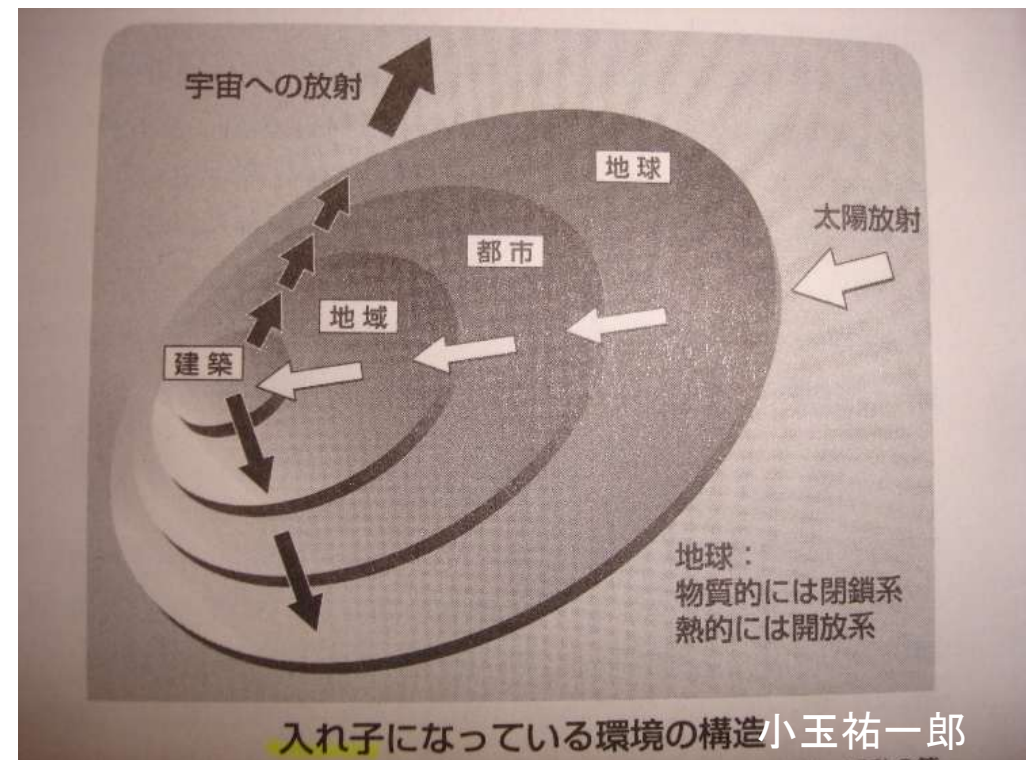 宇宙への放射
地球
太陽放射
都市
地域
建築
地球：
物質的には閉鎖系
熱的には開放系
入れ子になっている環境の構造
小玉祐一郎